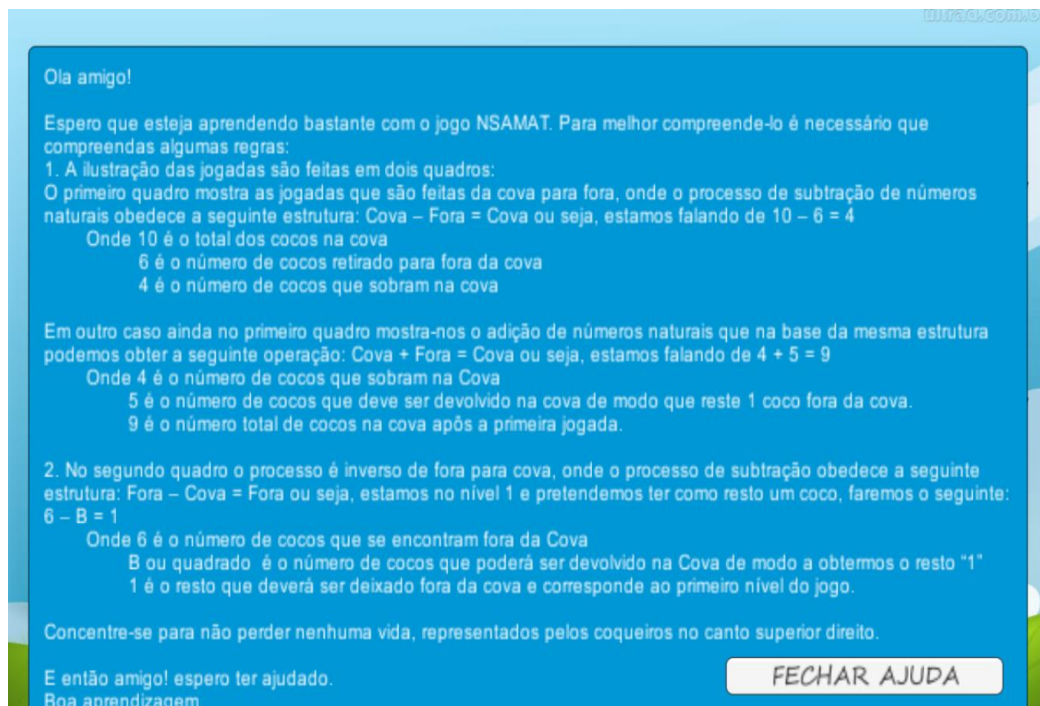 Ola amigo!
Espero que esteja aprendendo bastante com o jogo NSAMAT. Para melhor compreende-lo é necessário que
compreendas algumas regras:
1. A ilustração das jogadas são feitas em dois quadros:
O primeiro quadro mostra as jogadas que são feitas da cova para fora, onde o processo de subtração de números
naturais obedece a seguinte estrutura: Cova – Fora = Cova ou seja, estamos falando de 10 – 6 = 4
Onde 10 é o total dos cocos na cova
6 é o número de cocos retirado para fora da cova
4 é o número de cocos que sobram na cova
Em outro caso ainda no primeiro quadro mostra-nos o adição de números naturais que na base da mesma estrutura
podemos obter a seguinte operação: Cova + Fora = Cova ou seja, estamos falando de 4 + 5 = 9
Onde 4 é o número de cocos que sobram na Cova
5 é o número de cocos que deve ser devolvido na cova de modo que reste 1 coco fora da cova.
9 é o número total de cocos na cova apôs a primeira jogada.
2. No segundo quadro o processo é inverso de fora para cova, onde o processo de subtração obedece a seguinte
estrutura: Fora – Cova = Fora ou seja, estamos no nível 1 e pretendemos ter como resto um coco, faremos o seguinte:
6 – B = 1
Onde 6 é o número de cocos que se encontram fora da Cova
B ou quadrado é o número de cocos que poderá ser devolvido na Cova de modo a obtermos o resto “1”
1 é o resto que deverá ser deixado fora da cova e corresponde ao primeiro nível do jogo.
Concentre-se para não perder nenhuma vida, representados pelos coqueiros no canto superior direito.
E então amigo! espero ter ajudado.
FECHAR AJUDA
Boa aprendizagem